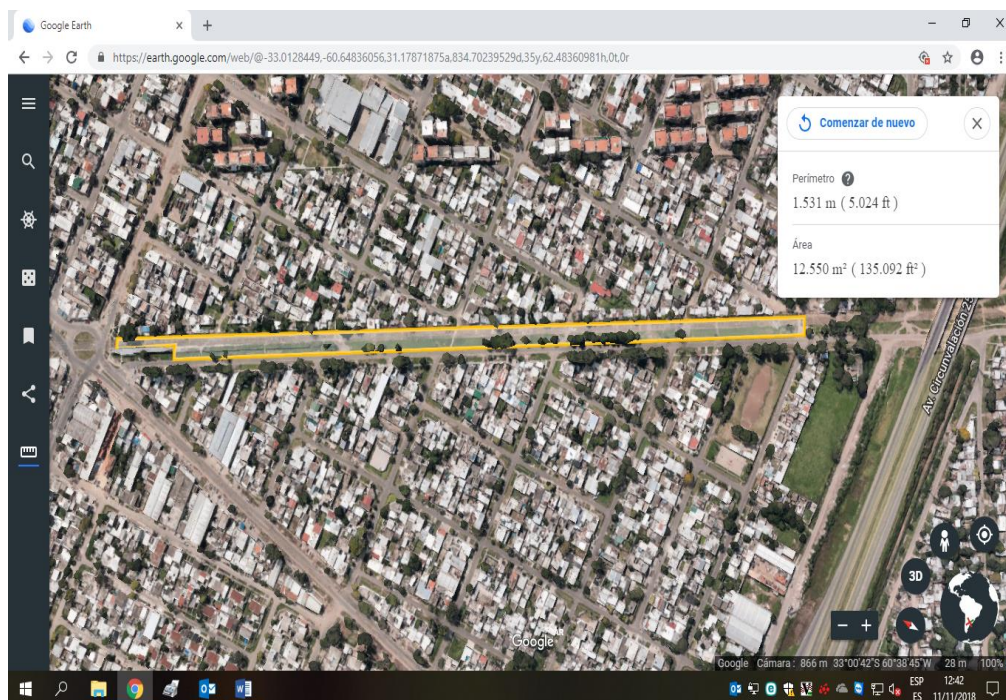 Google Earth
https://earth.google.com/web/@-33.0128449,-60.64836056,31.17871875a,834.70239529d,35y,62.48360981h,0t,0r
Comenzar de nuevo
Perímetro
1.531 m ( 5.024 ft )
Área
12.550 m² ( 135.092 ft² )
Av. Circunvalación 25
3D
Google
Google Cámara: 866 m 33°00'42"S 60°38'45"W 28 m 100%
ESP 12:42
ES 11/11/2018